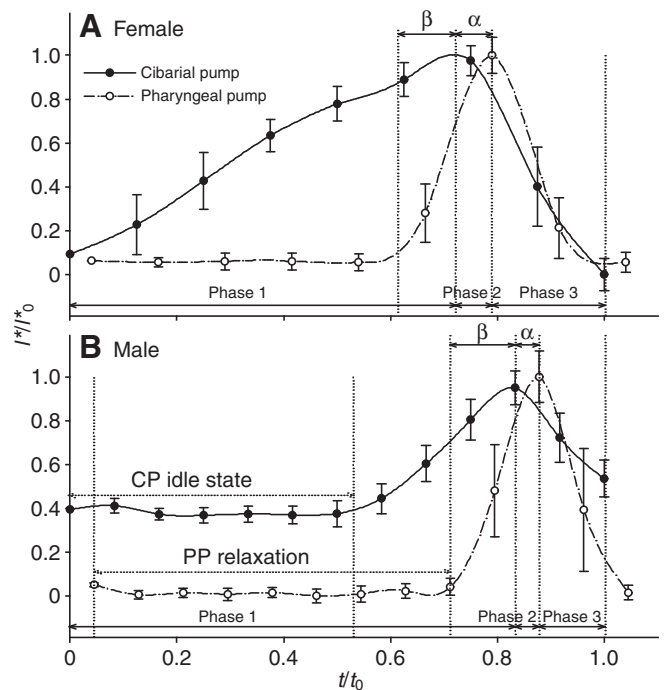 A Female
β α
Cibarial pump
Pharyngeal pump
1.0
0.8
0.6
0.4
0.2
0
Phase 1 Phase 2 Phase 3
I*/I*0
B Male
β α
1.0
0.8
0.6
0.4
0.2
0
CP idle state
PP relaxation
Phase 1 Phase 2 Phase 3
0 0.2 0.4 0.6 0.8 1.0
t/t0